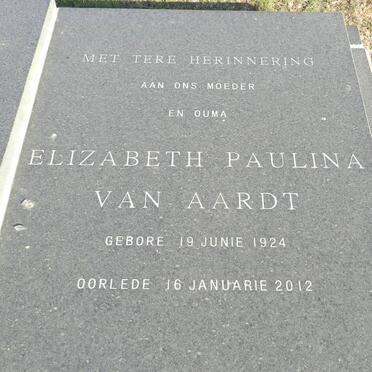 MET TERE HERINNERING
AAN ONS MOEDER
EN OUMA
ELIZABETH PAULINA
VAN AARDT
GEBORE 19 JUNIE 1924
OORLEDE 16 JANUARIE 2012